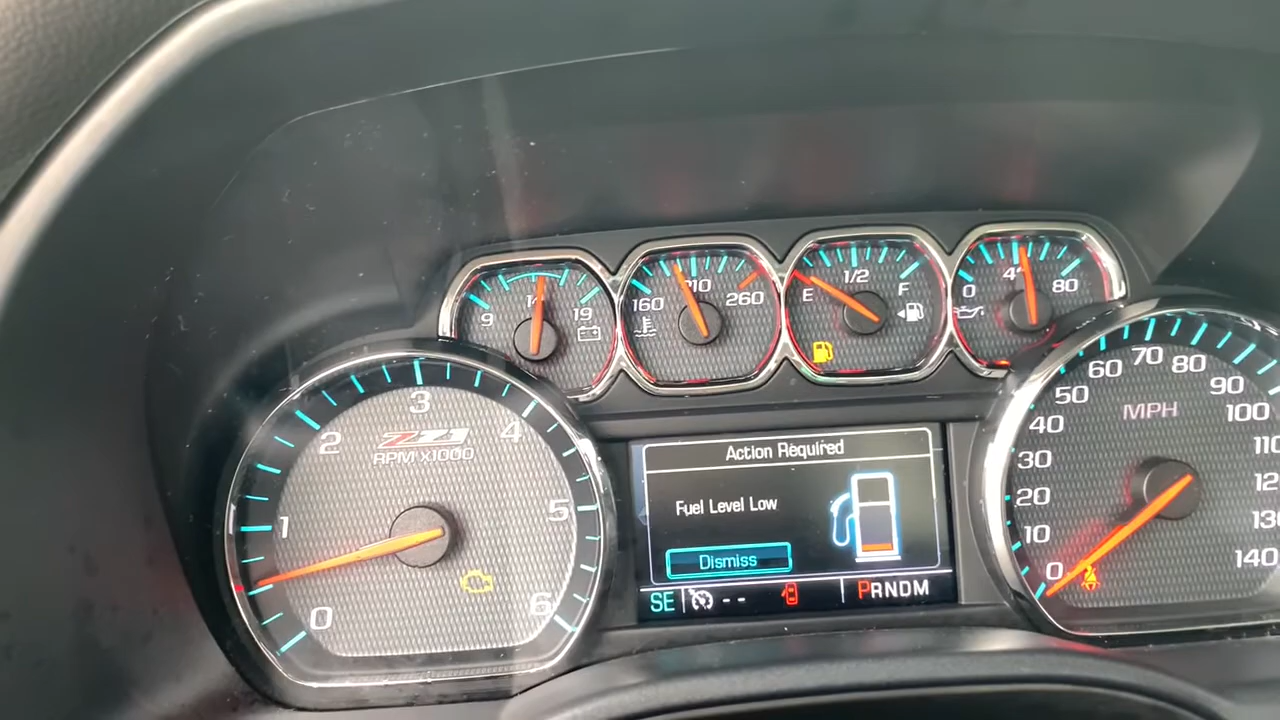 9 14 19
160 210 260
E 1/2 F
0 40 80
0 1 2 3 4 5 6
Z71
RPM X1000
Action Required
Fuel Level Low
Dismiss
SE -- PRNDM
0 10 20 30 40 50 60 70 80 90 100 140
MPH